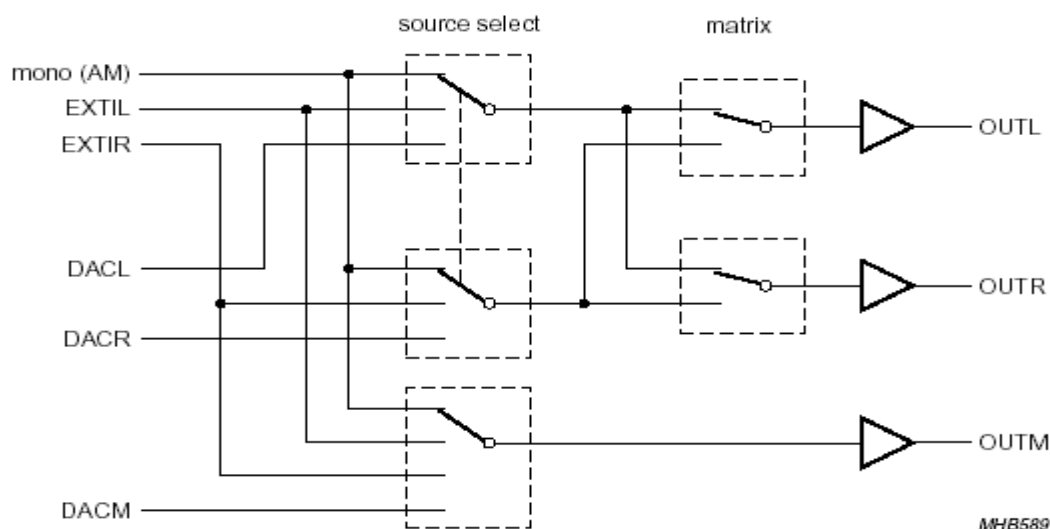 source select
matrix
mono (AM)
EXTIL
EXTIR
OUTL
DACL
OUTR
DACR
OUTM
DACM
MHB589